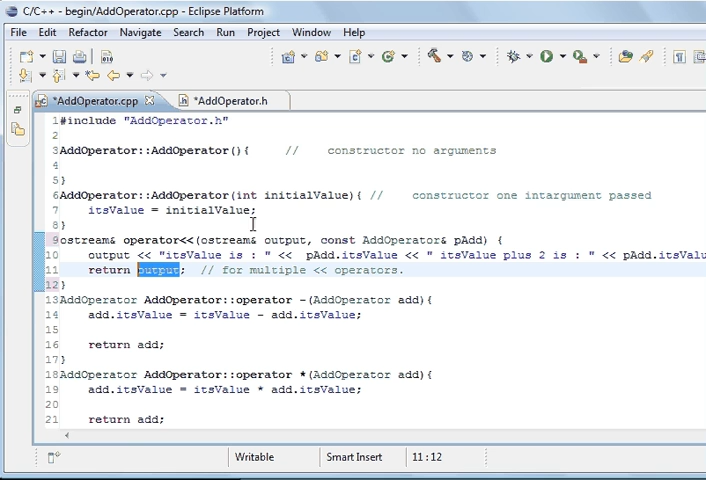 C/C++ - begin/AddOperator.cpp - Eclipse Platform
File Edit Refactor Navigate Search Run Project Window Help
*AddOperator.cpp *AddOperator.h
1#include "AddOperator.h"
2
3AddOperator::AddOperator(){ // constructor no arguments
4
5}
6AddOperator::AddOperator(int initialValue){ // constructor one intargument passed
7 itsValue = initialValue;
8}
9ostream& operator<<(ostream& output, const AddOperator& pAdd) {
10 output << "itsValue is : " << pAdd.itsValue << " itsValue plus 2 is : " << pAdd.itsValu
11 return output; // for multiple << operators.
12}
13AddOperator AddOperator::operator -(AddOperator add){
14 add.itsValue = itsValue - add.itsValue;
15
16 return add;
17}
18AddOperator AddOperator::operator *(AddOperator add){
19 add.itsValue = itsValue * add.itsValue;
20
21 return add;
Writable Smart Insert 11 : 12